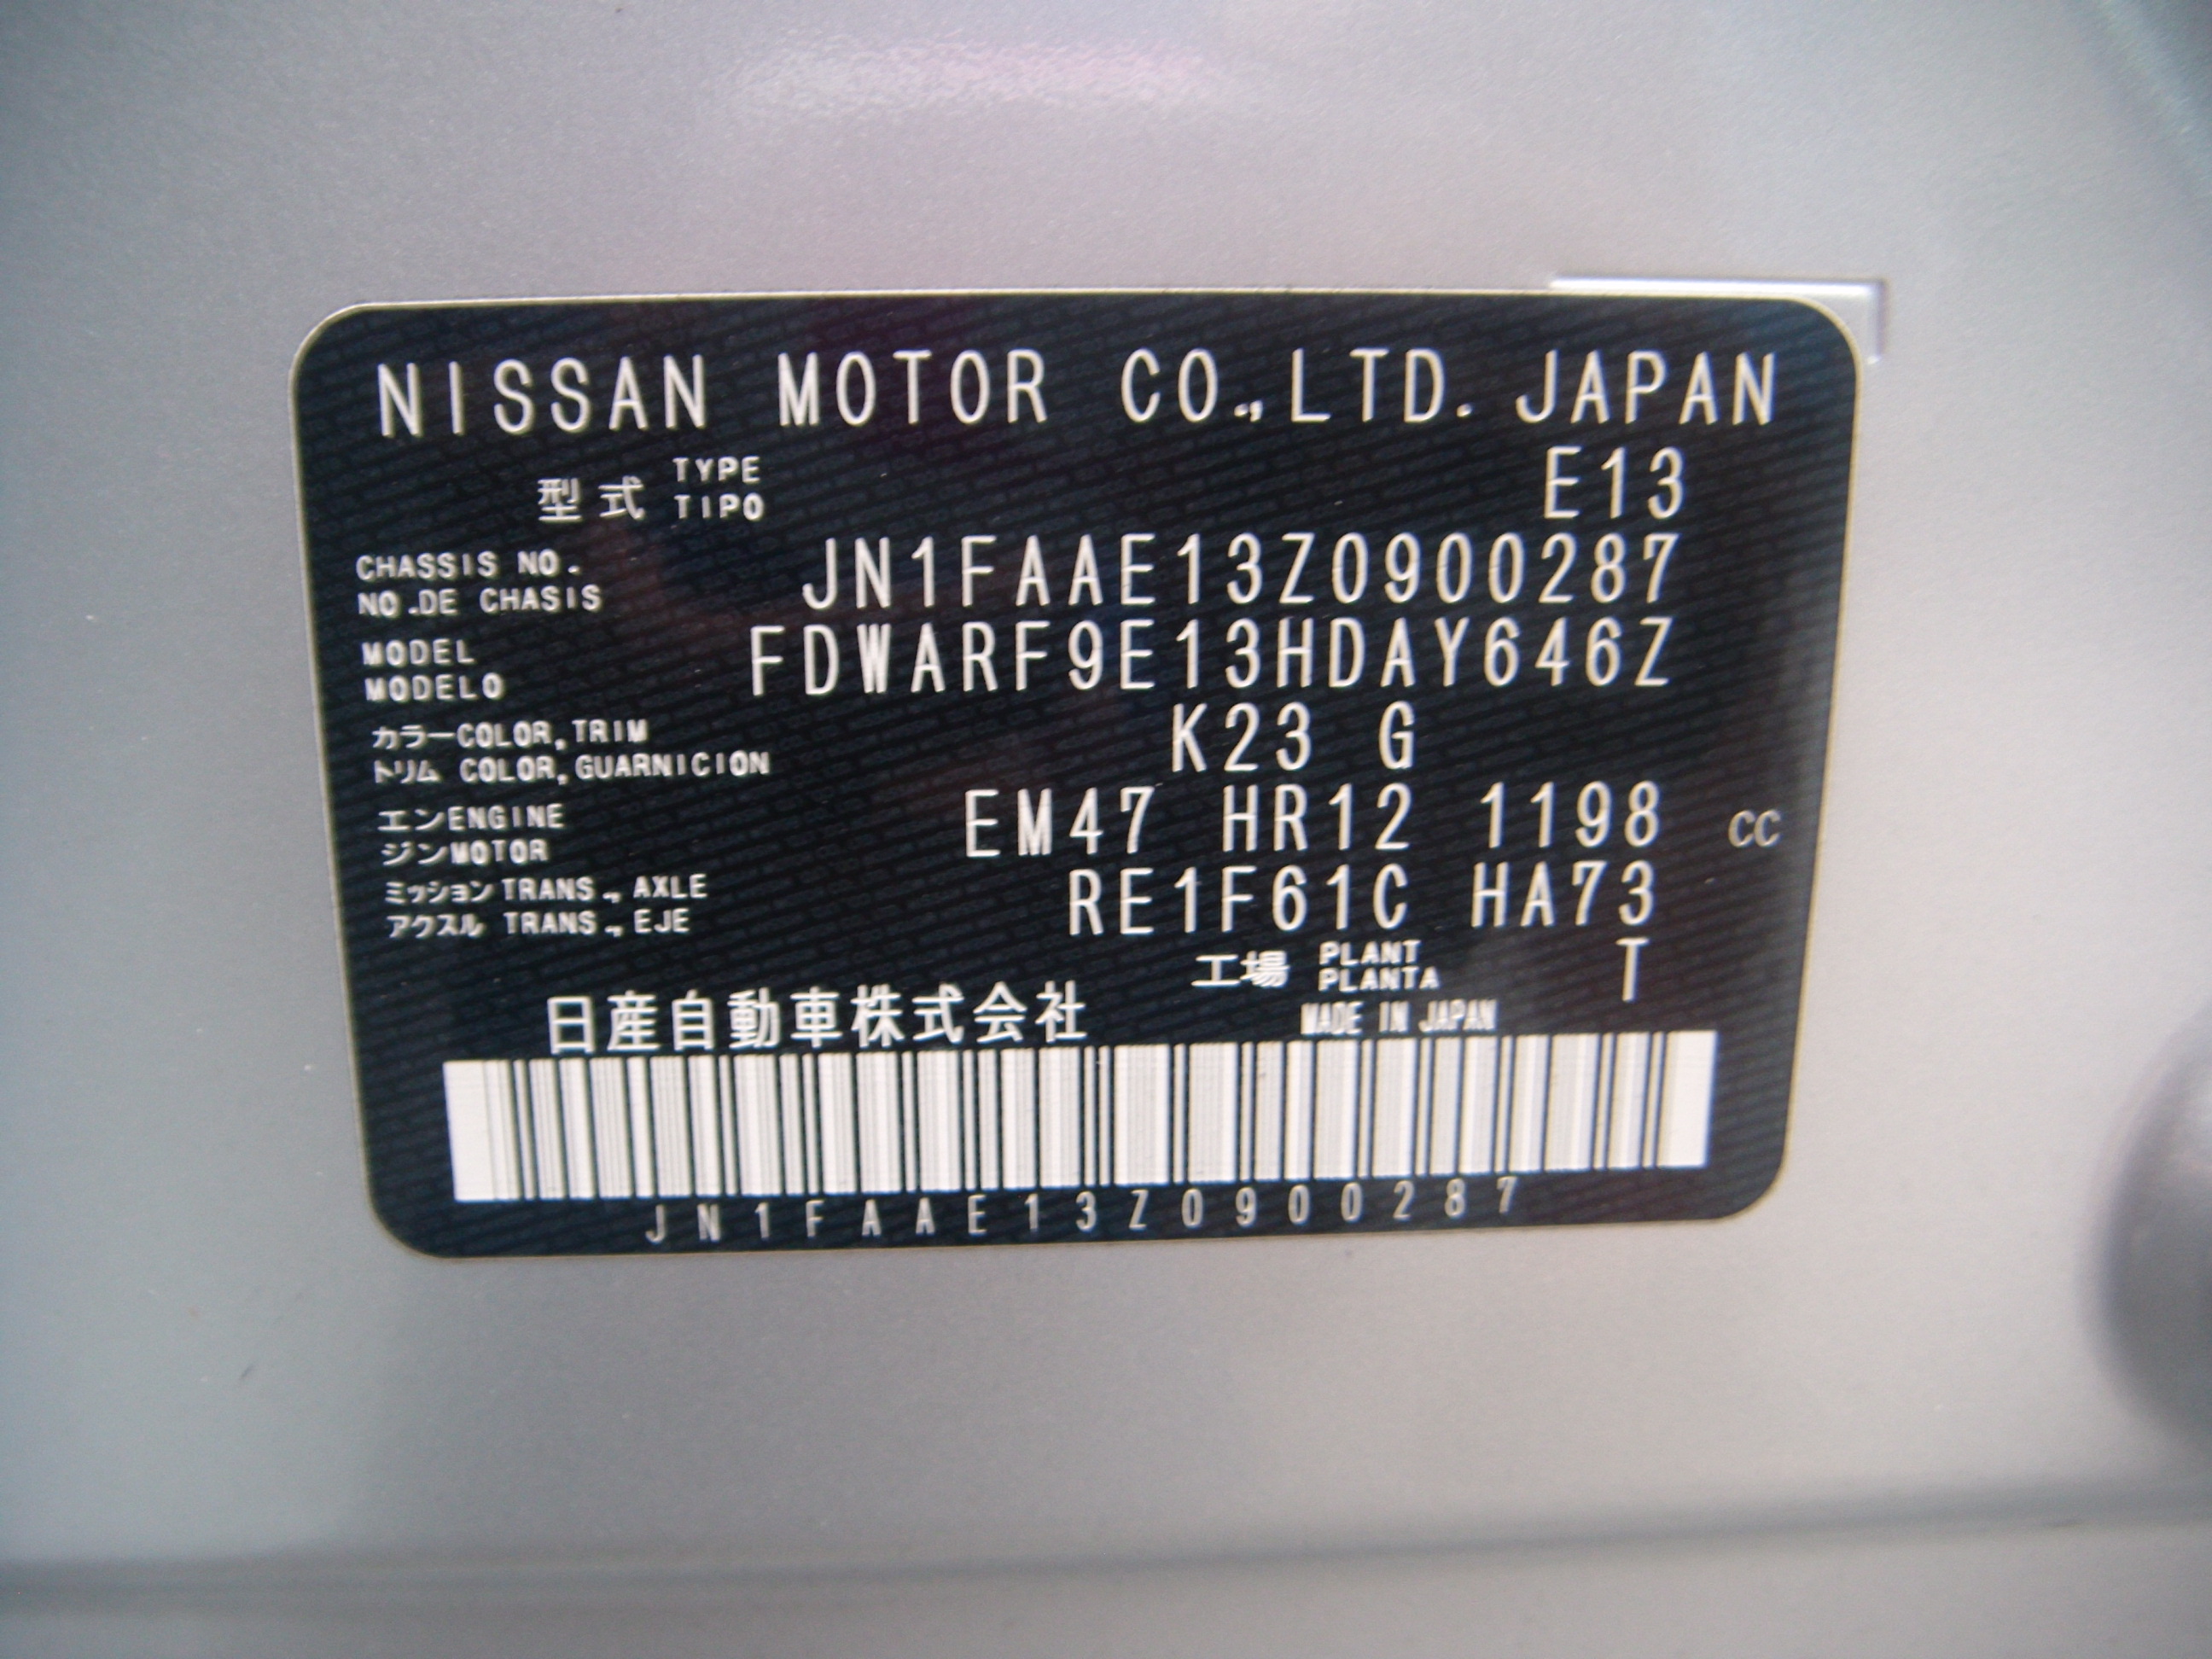 NISSAN MOTOR CO.,LTD. JAPAN
型式 TYPE E13
TIPO
CHASSIS NO. JN1FAAE13Z0900287
NO.DE CHASIS
MODEL FDWARF9E13HDAY646Z
MODELO
カラーCOLOR,TRIM K23 G
トリム COLOR,GUARNICION
エンENGINE EM47 HR12 1198 CC
ジンMOTOR
ミッションTRANS.,AXLE RE1F61C HA73
アクスル TRANS.,EJE
工場 PLANT T
PLANTA
日産自動車株式会社 MADE IN JAPAN
JN1FAAE13Z0900287